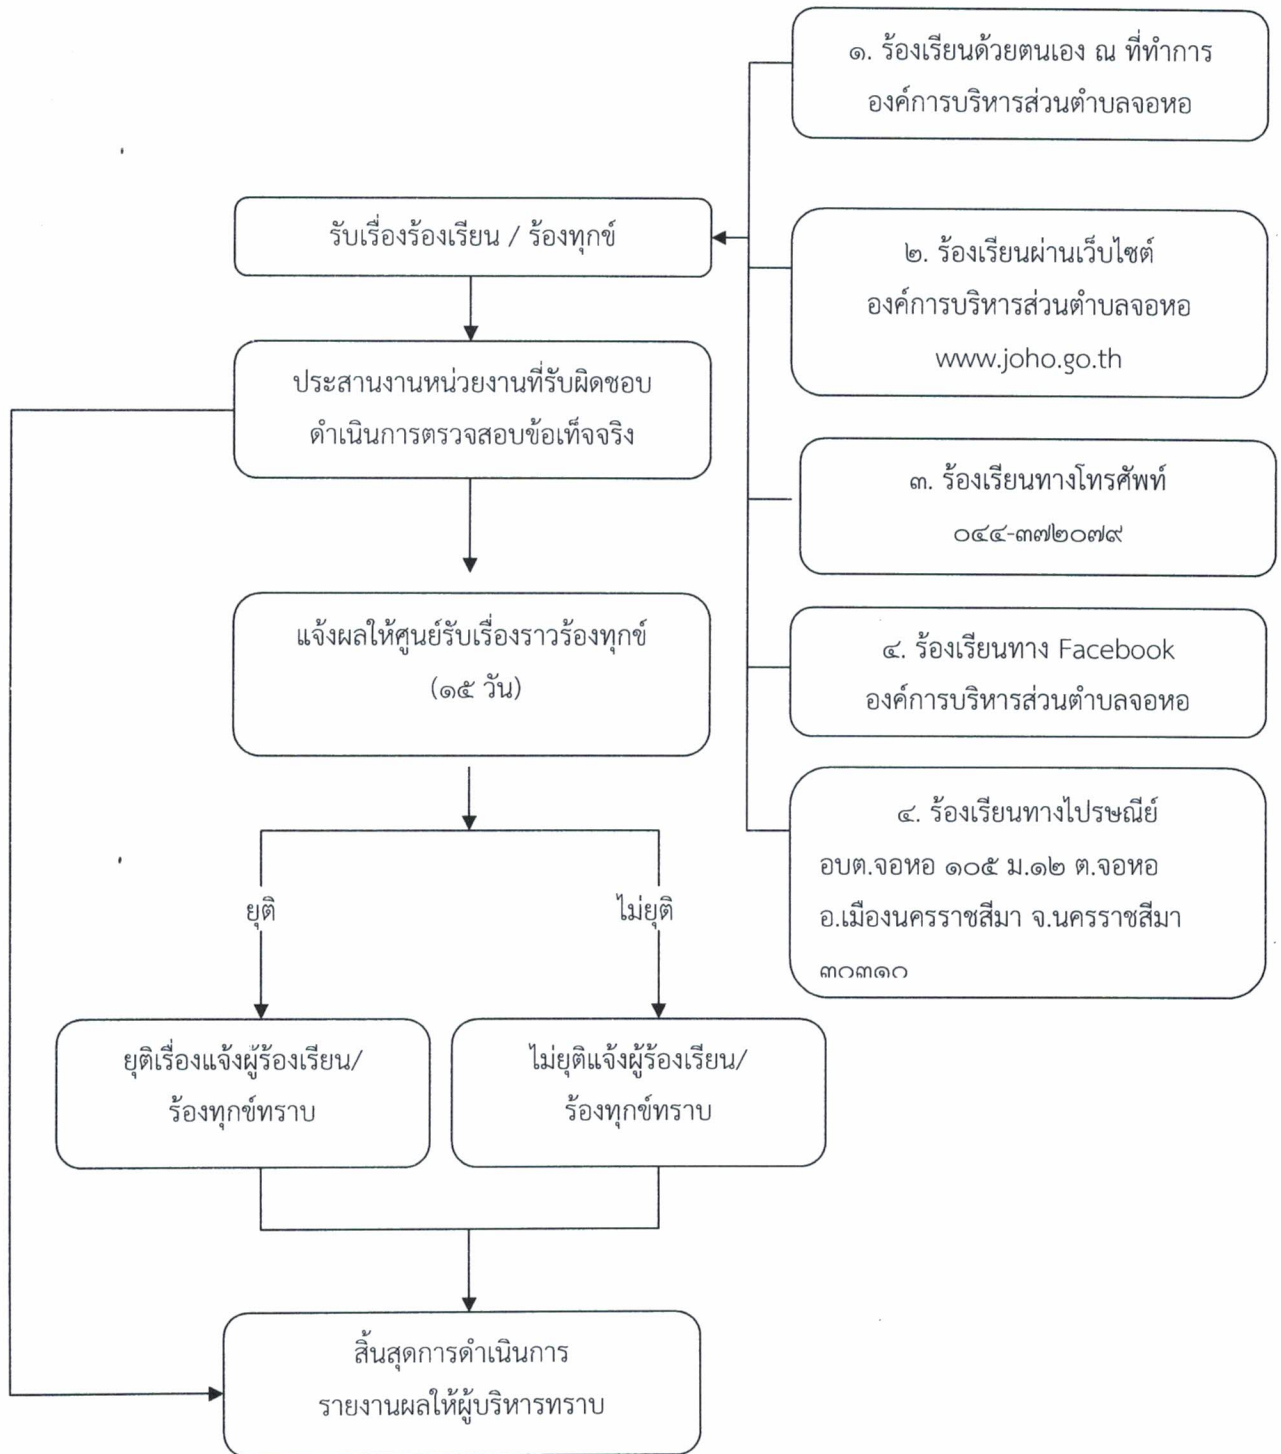 ๑. ร้องเรียนด้วยตนเอง ณ ที่ทำการ
องค์การบริหารส่วนตำบลจอหอ
รับเรื่องร้องเรียน / ร้องทุกข์
๒. ร้องเรียนผ่านเว็บไซต์
องค์การบริหารส่วนตำบลจอหอ
www.joho.go.th
ประสานงานหน่วยงานที่รับผิดชอบ
ดำเนินการตรวจสอบข้อเท็จจริง
๓. ร้องเรียนทางโทรศัพท์
๐๔๔-๓๗๒๐๗๙
แจ้งผลให้ศูนย์รับเรื่องราวร้องทุกข์
(๑๕ วัน)
๔. ร้องเรียนทาง Facebook
องค์การบริหารส่วนตำบลจอหอ
๔. ร้องเรียนทางไปรษณีย์
อบต.จอหอ ๑๐๕ ม.๑๒ ต.จอหอ
อ.เมืองนครราชสีมา จ.นครราชสีมา
๓๐๓๑๐
ยุติ
ไม่ยุติ
ยุติเรื่องแจ้งผู้ร้องเรียน/
ร้องทุกข์ทราบ
ไม่ยุติแจ้งผู้ร้องเรียน/
ร้องทุกข์ทราบ
สิ้นสุดการดำเนินการ
รายงานผลให้ผู้บริหารทราบ